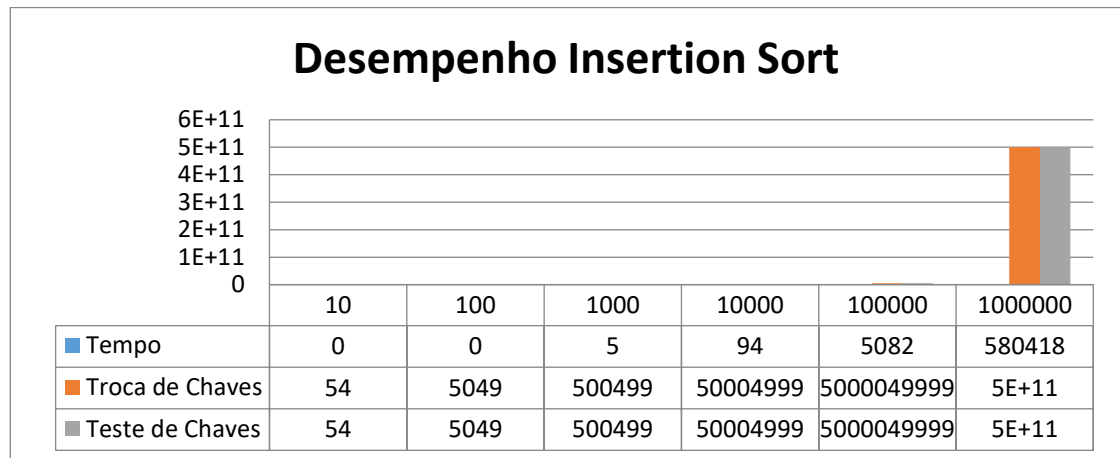 Desempenho Insertion Sort
6E+11
5E+11
4E+11
3E+11
2E+11
1E+11
0
10 100 1000 10000 100000 1000000
Tempo 0 0 5 94 5082 580418
Troca de Chaves 54 5049 500499 50004999 5000049999 5E+11
Teste de Chaves 54 5049 500499 50004999 5000049999 5E+11